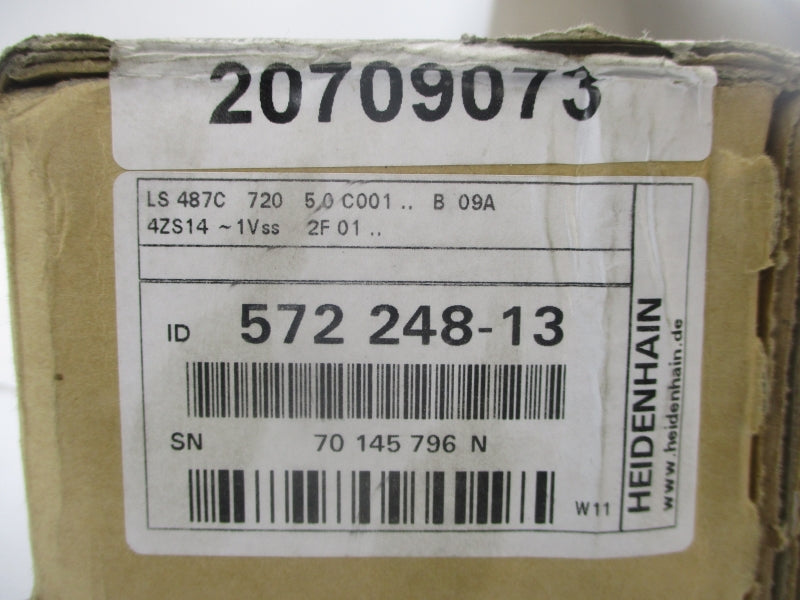 20709073
LS 487C 720 5,0 C001 .. B 09A
4ZS14 ~1Vss 2F 01 ..
ID 572 248-13
SN 70 145 796 N
W11
HEIDENHAIN
www.heidenhain.de